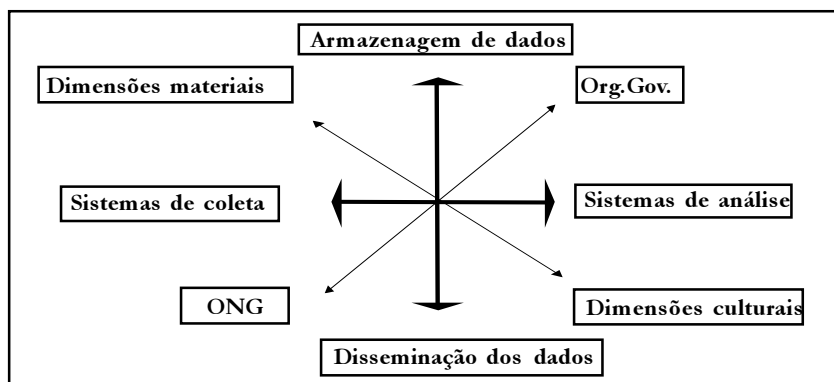 Armazenagem de dados
Dimensões materiais
Org.Gov.
Sistemas de coleta
Sistemas de análise
ONG
Dimensões culturais
Disseminação dos dados